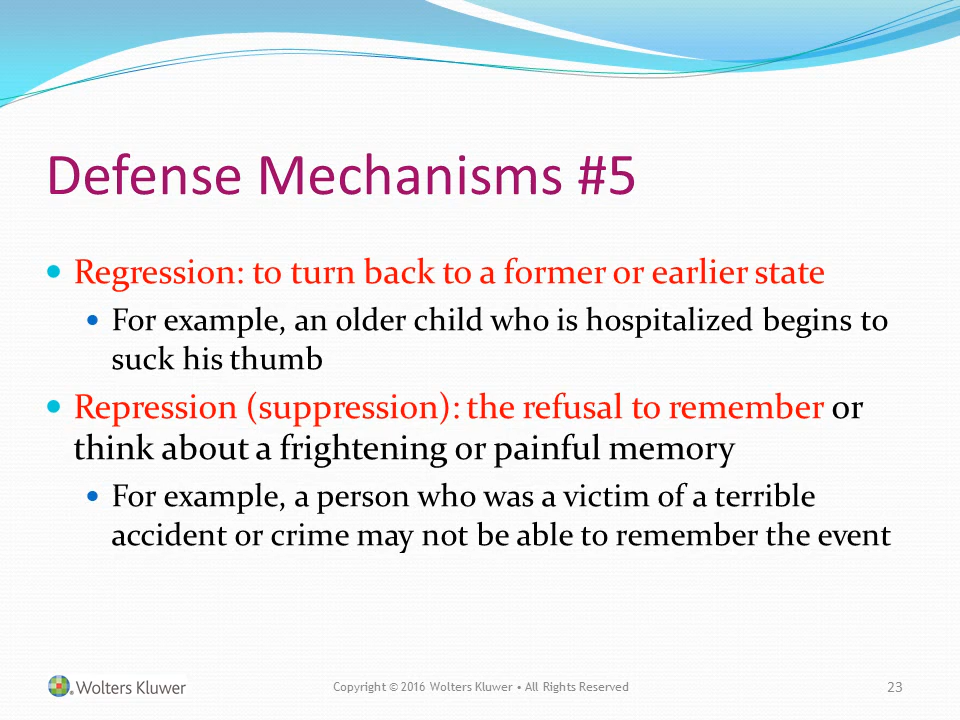 Defense Mechanisms #5
• Regression: to turn back to a former or earlier state
• For example, an older child who is hospitalized begins to
suck his thumb
• Repression (suppression): the refusal to remember or
think about a frightening or painful memory
• For example, a person who was a victim of a terrible
accident or crime may not be able to remember the event
Wolters Kluwer
Copyright © 2016 Wolters Kluwer • All Rights Reserved
23